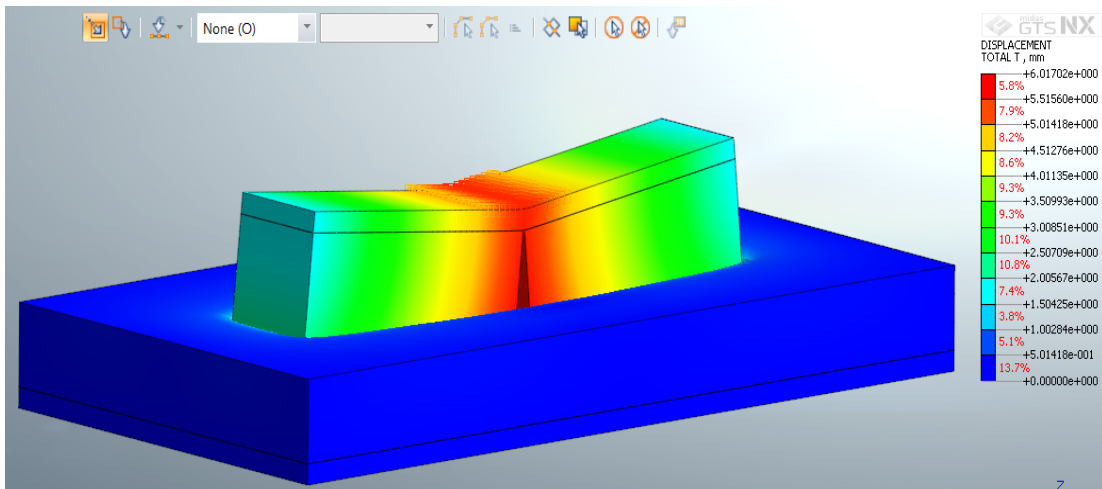 None (O)
midas
GTS NX
DISPLACEMENT
TOTAL T , mm
+6.01702e+000
5.8%
+5.51560e+000
7.9%
+5.01418e+000
8.2%
+4.51276e+000
8.6%
+4.01135e+000
9.3%
+3.50993e+000
9.3%
+3.00851e+000
10.1%
+2.50709e+000
10.8%
+2.00567e+000
7.4%
+1.50425e+000
3.8%
+1.00284e+000
5.1%
+5.01418e-001
13.7%
+0.00000e+000
Z